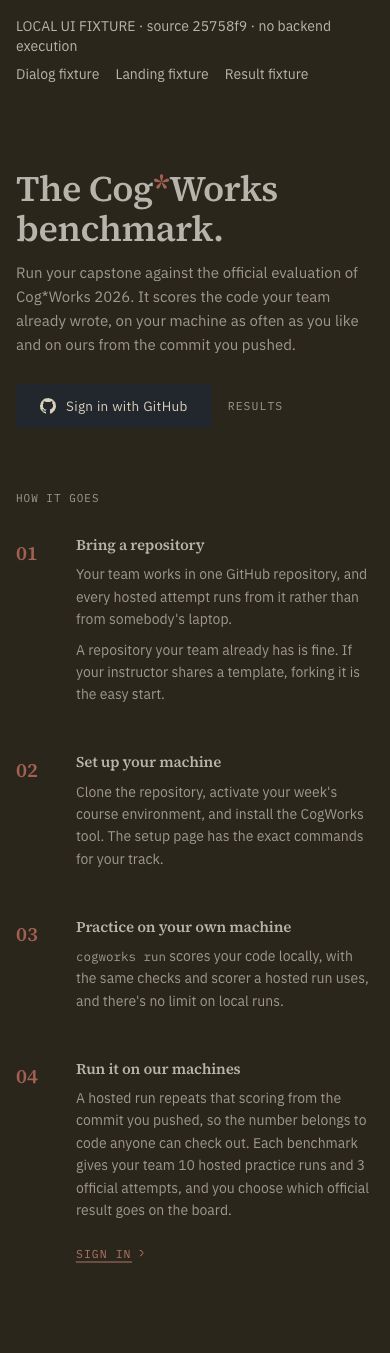 LOCAL UI FIXTURE · source 25758f9 · no backend
execution
Dialog fixture Landing fixture Result fixture
The Cog*Works
benchmark.
Run your capstone against the official evaluation of
Cog*Works 2026. It scores the code your team
already wrote, on your machine as often as you like
and on ours from the commit you pushed.
Sign in with GitHub RESULTS
HOW IT GOES
01 Bring a repository
Your team works in one GitHub repository, and
every hosted attempt runs from it rather than
from somebody's laptop.
A repository your team already has is fine. If
your instructor shares a template, forking it is
the easy start.
02 Set up your machine
Clone the repository, activate your week's
course environment, and install the CogWorks
tool. The setup page has the exact commands
for your track.
03 Practice on your own machine
cogworks run scores your code locally, with
the same checks and scorer a hosted run uses,
and there's no limit on local runs.
04 Run it on our machines
A hosted run repeats that scoring from the
commit you pushed, so the number belongs to
code anyone can check out. Each benchmark
gives your team 10 hosted practice runs and 3
official attempts, and you choose which official
result goes on the board.
SIGN IN ›